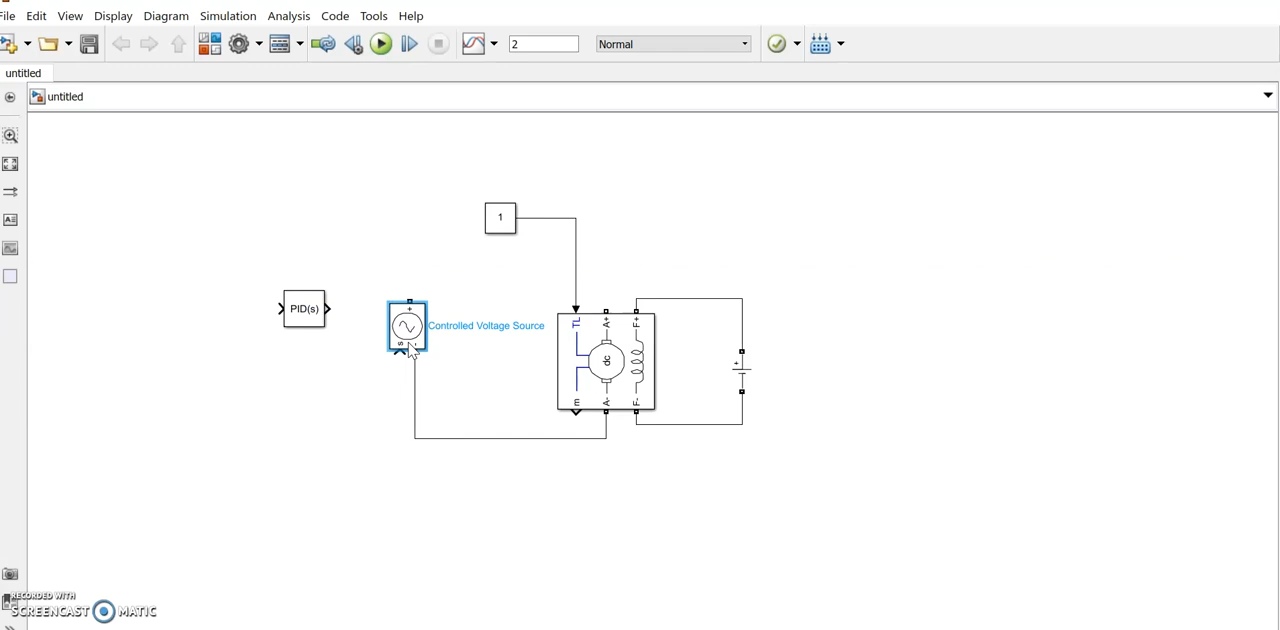 File Edit View Display Diagram Simulation Analysis Code Tools Help
2 Normal
untitled
untitled
1
PID(s)
+
s -
Controlled Voltage Source
TL A+ F+
dc
m A- F-
+
RECORDED WITH
SCREENCAST MATIC